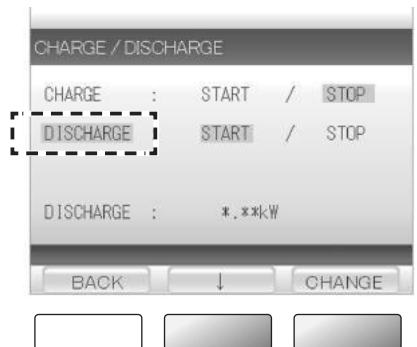 CHARGE / DISCHARGE
CHARGE : START / STOP
DISCHARGE START / STOP
DISCHARGE : *.**kW
BACK ↓ CHANGE